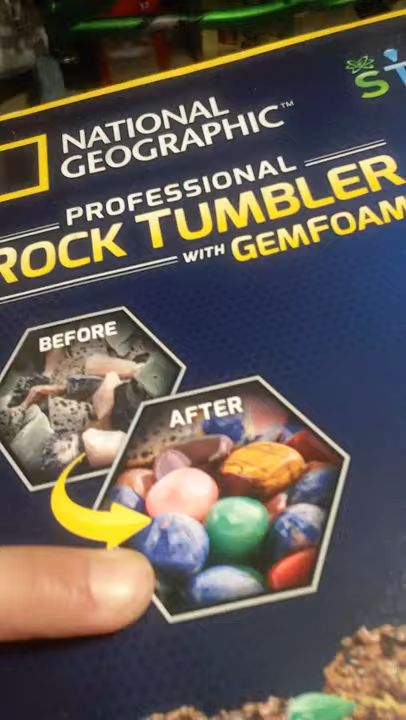 NATIONAL
GEOGRAPHIC™
PROFESSIONAL
ROCK TUMBLER
WITH GEMFOAM
BEFORE
AFTER